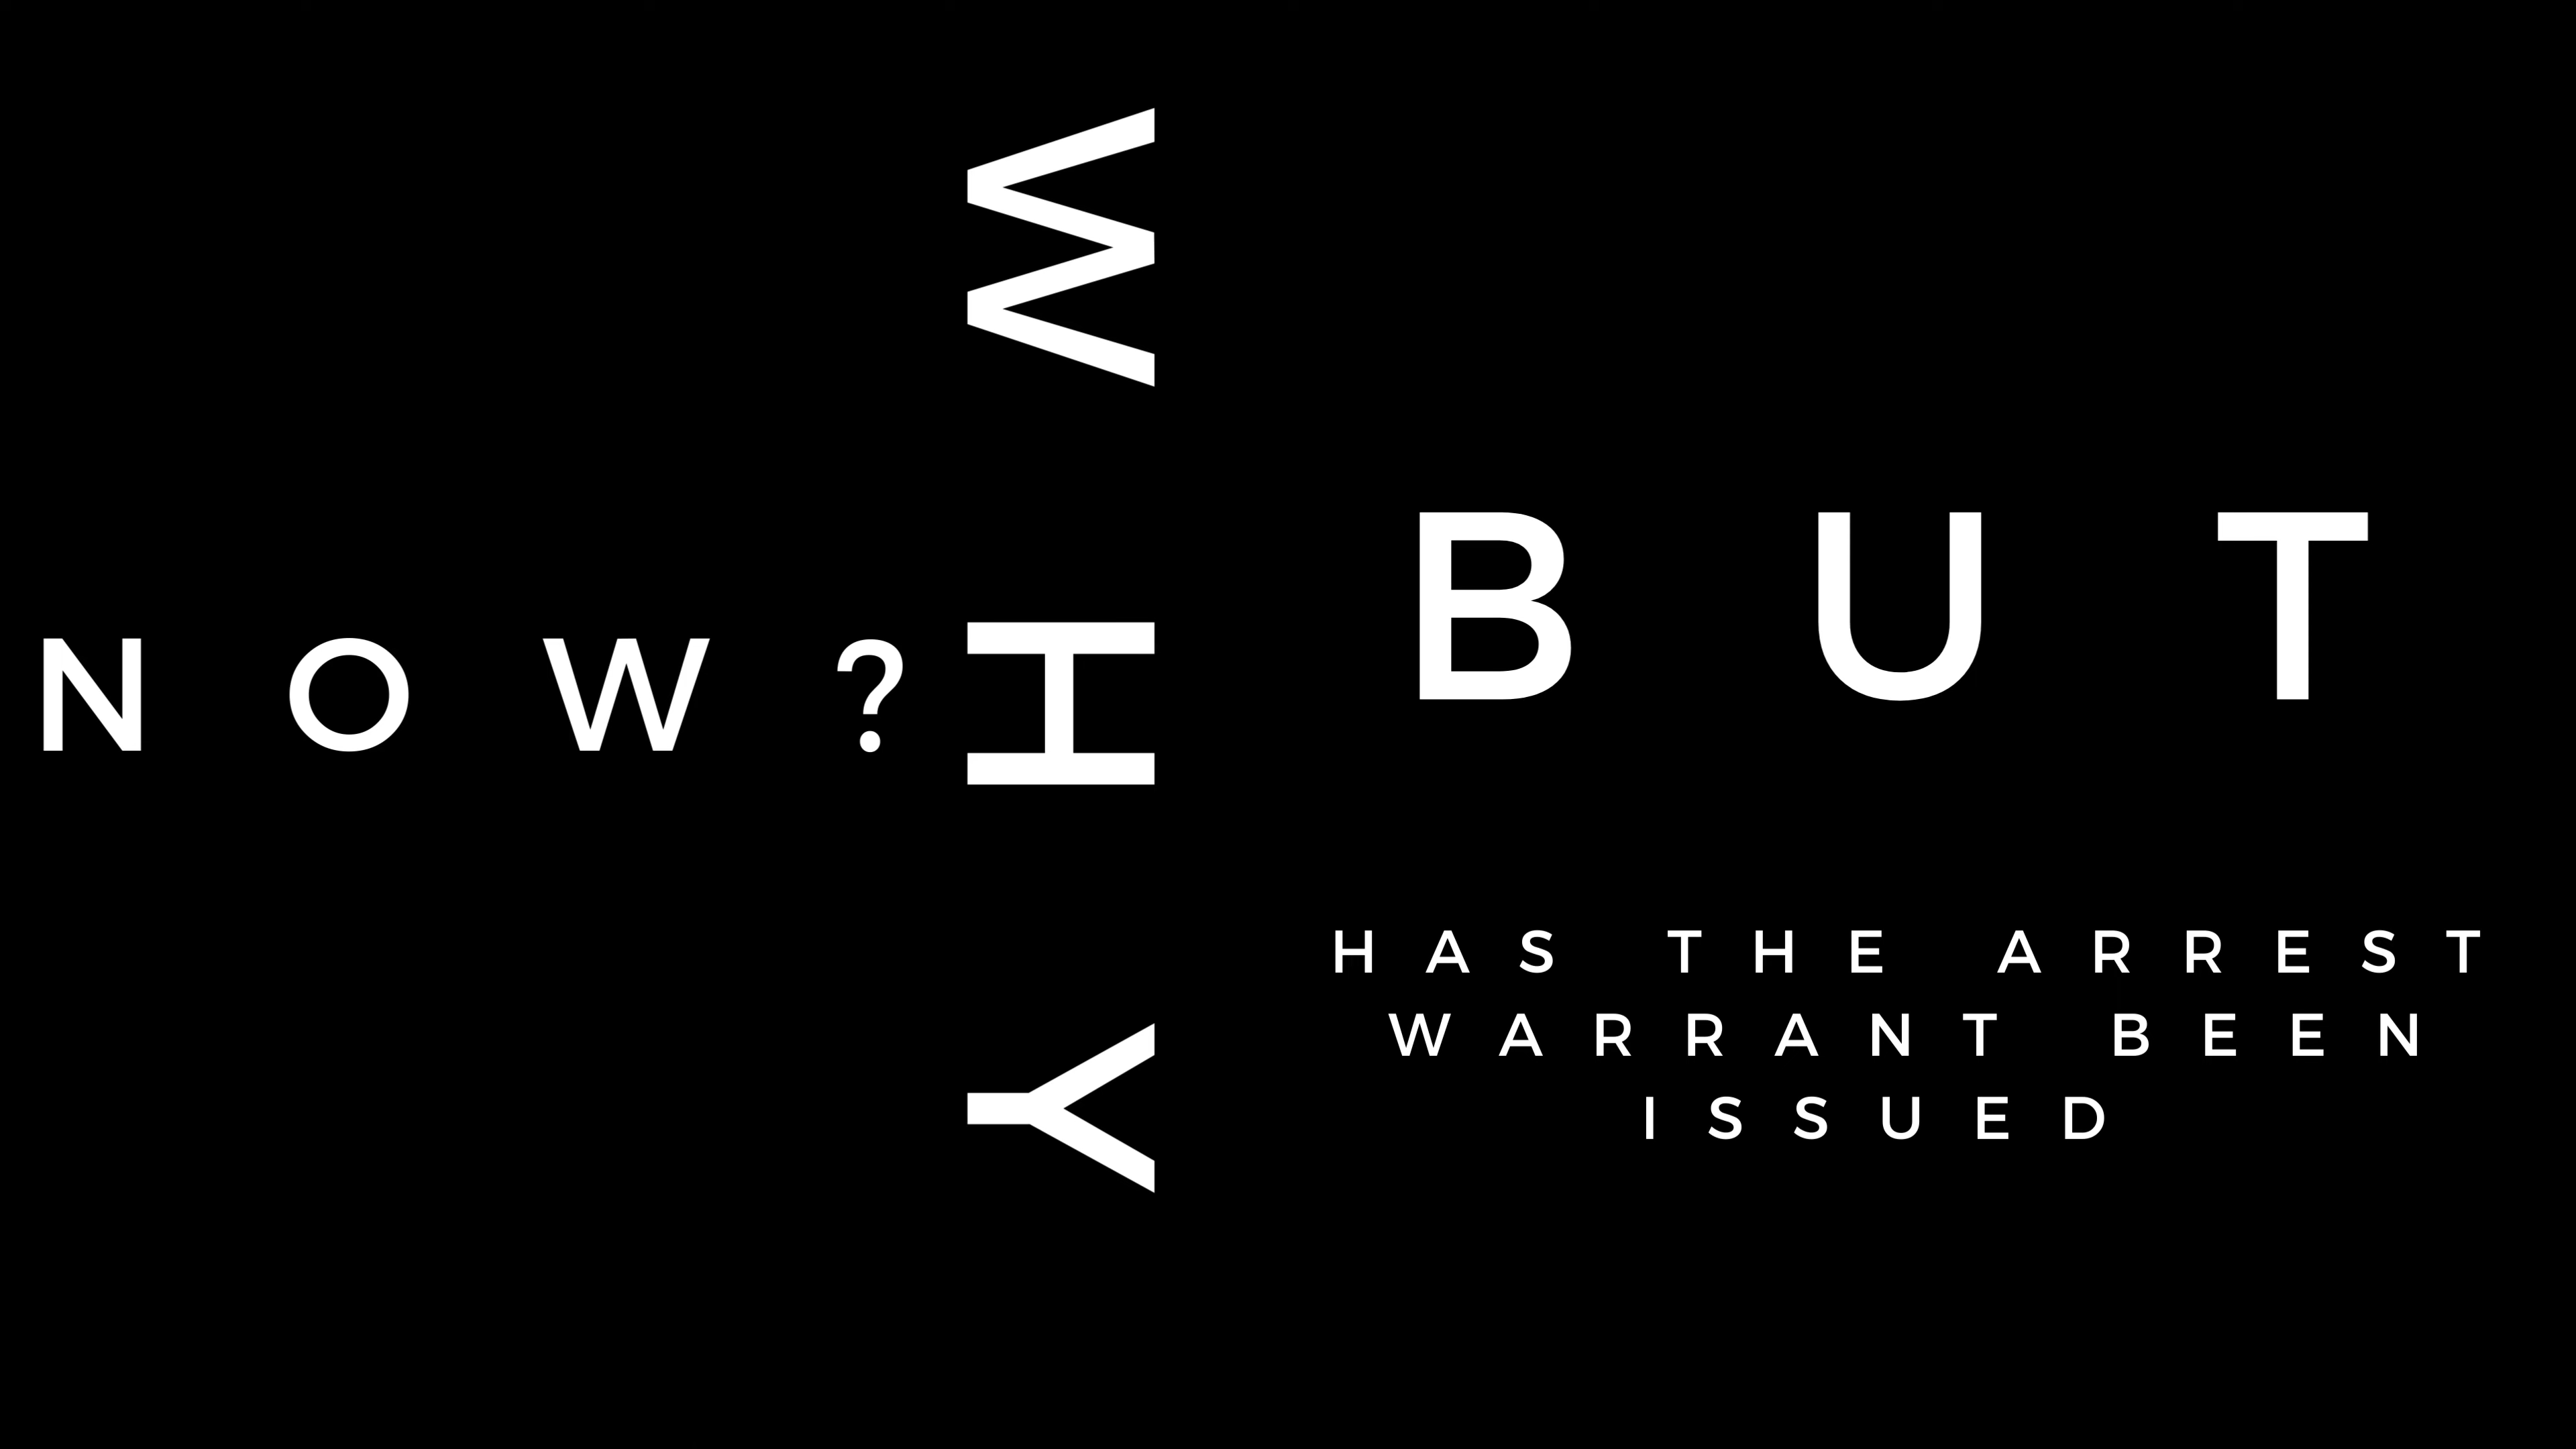 BUT
WHY
HAS THE ARREST
WARRANT BEEN
ISSUED
NOW?